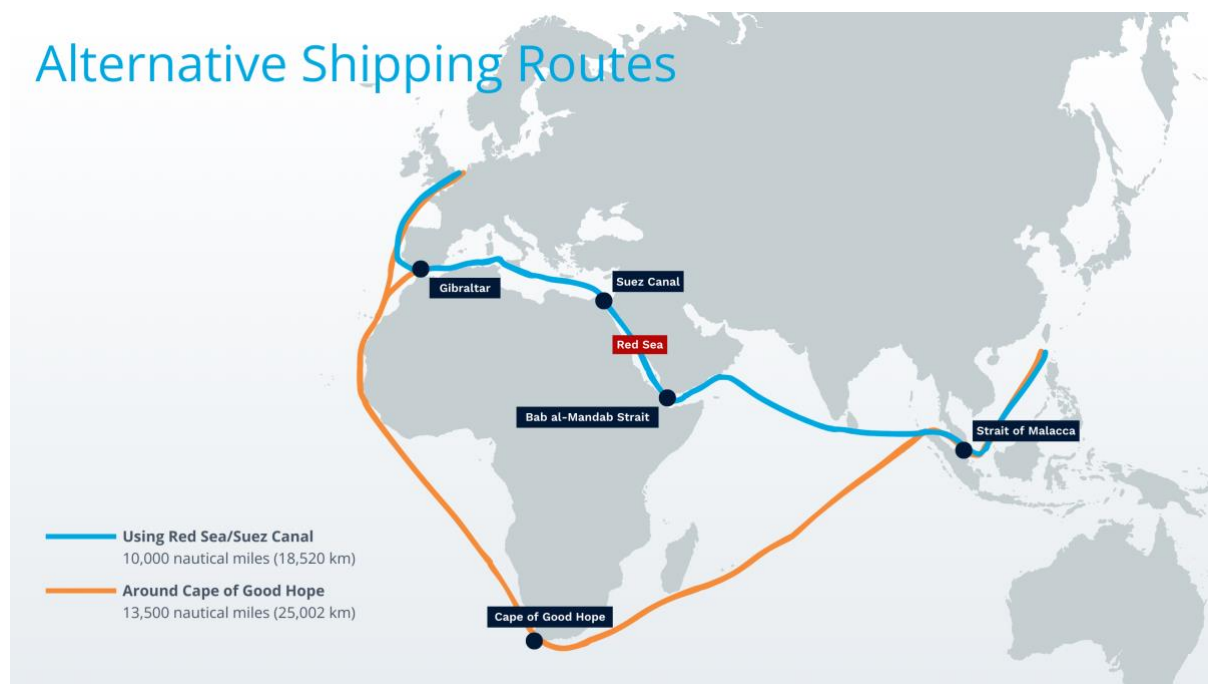 Alternative Shipping Routes
Suez Canal
Gibraltar
Red Sea
Bab al-Mandab Strait
Strait of Malacca
Using Red Sea/Suez Canal
10,000 nautical miles (18,520 km)
Around Cape of Good Hope
13,500 nautical miles (25,002 km)
Cape of Good Hope